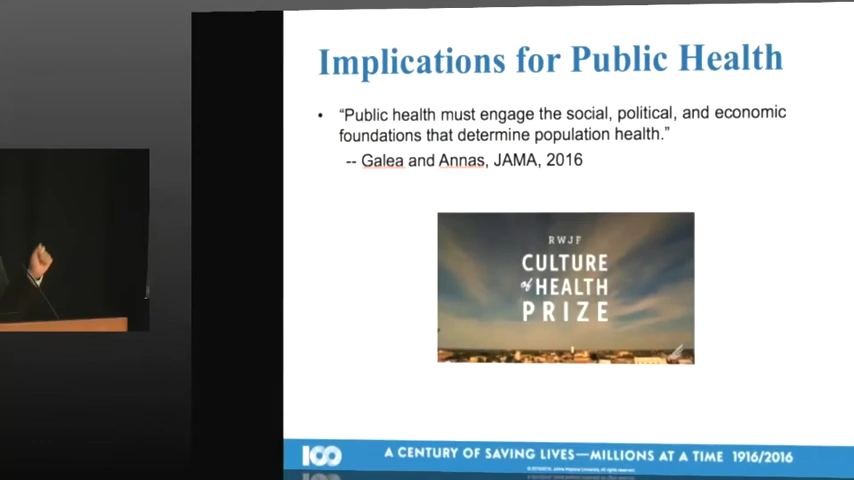 Implications for Public Health
• “Public health must engage the social, political, and economic
foundations that determine population health.”
-- Galea and Annas, JAMA, 2016
RWJF
CULTURE
of HEALTH
PRIZE
100
A CENTURY OF SAVING LIVES—MILLIONS AT A TIME 1916/2016